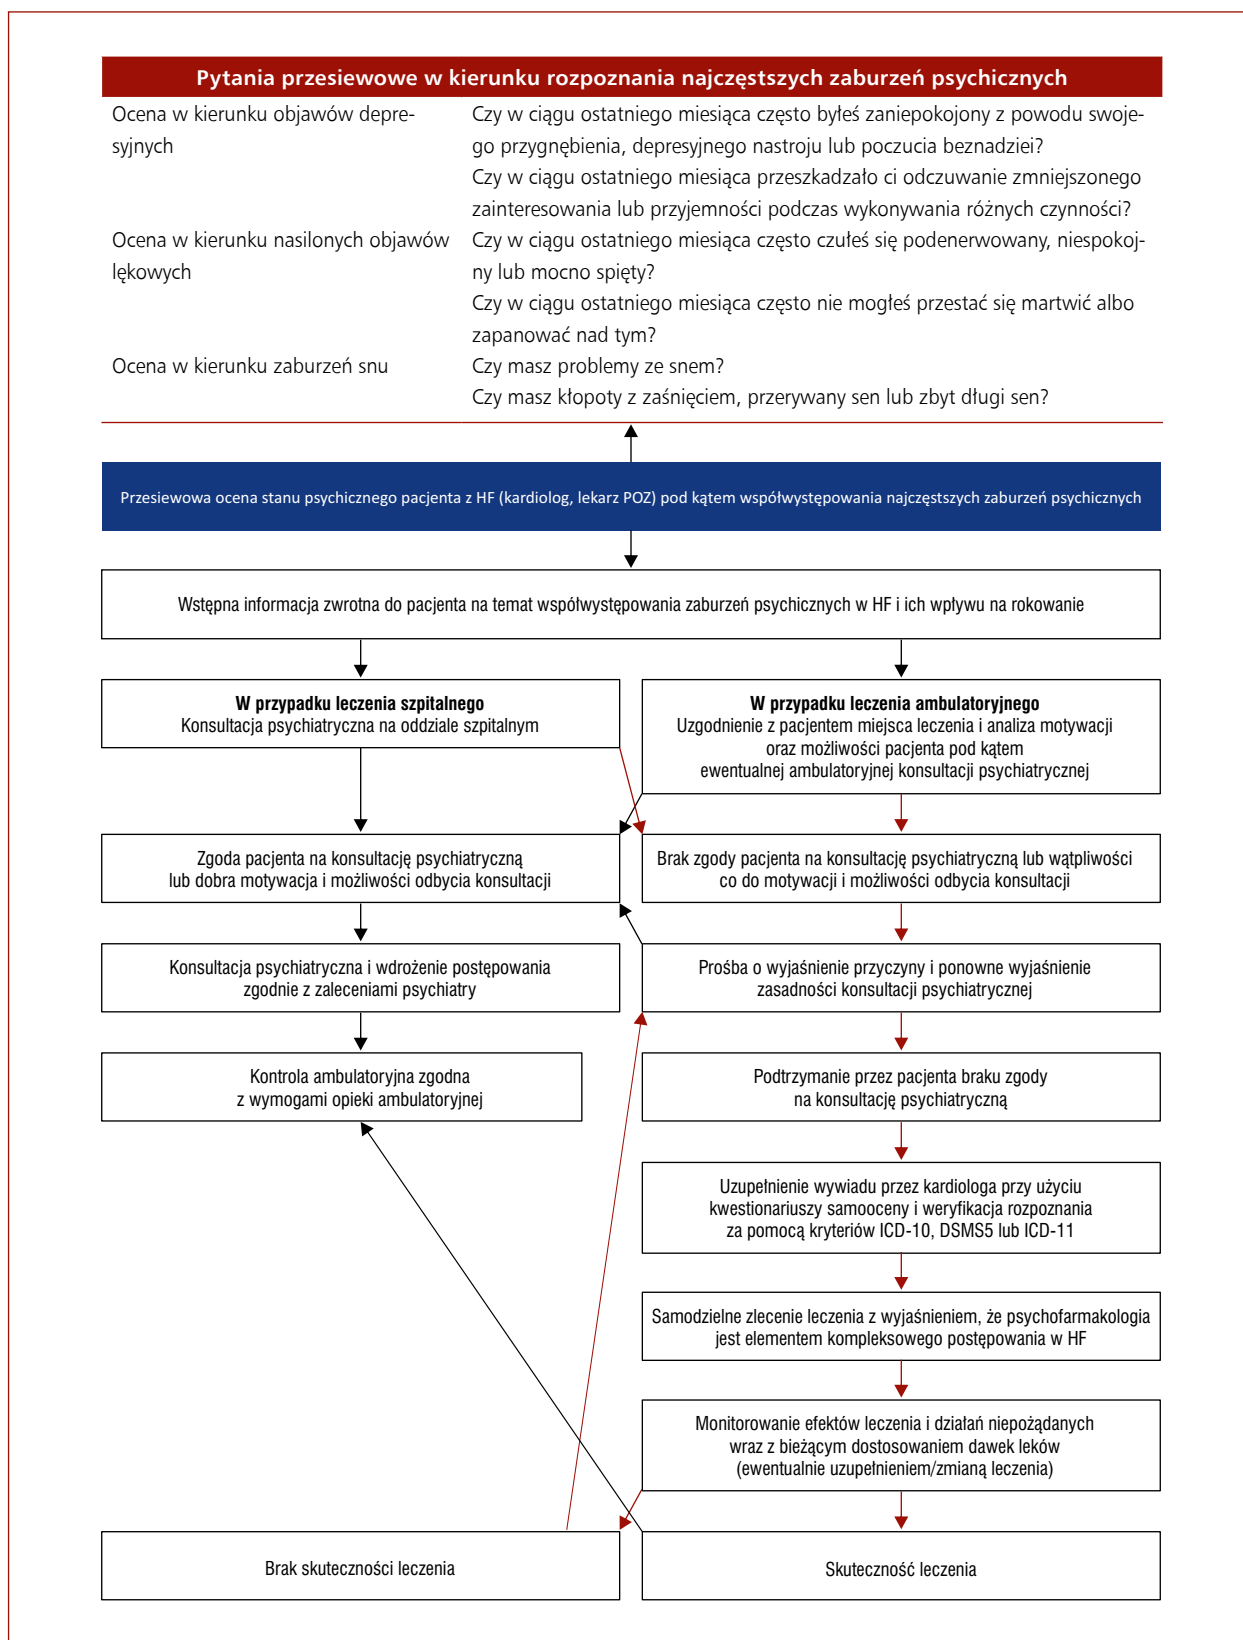 Pytania przesiewowe w kierunku rozpoznania najczęstszych zaburzeń psychicznych
Ocena w kierunku objawów depre-
syjnych
Czy w ciągu ostatniego miesiąca często byłeś zaniepokojony z powodu swoje-
go przygnębienia, depresyjnego nastroju lub poczucia beznadziei?
Czy w ciągu ostatniego miesiąca przeszkadzało ci odczuwanie zmniejszonego
zainteresowania lub przyjemności podczas wykonywania różnych czynności?
Ocena w kierunku nasilonych objawów
lękowych
Czy w ciągu ostatniego miesiąca często czułeś się podenerwowany, niespokoj-
ny lub mocno spięty?
Czy w ciągu ostatniego miesiąca często nie mogłeś przestać się martwić albo
zapanować nad tym?
Ocena w kierunku zaburzeń snu
Czy masz problemy ze snem?
Czy masz kłopoty z zaśnięciem, przerywany sen lub zbyt długi sen?
Przesiewowa ocena stanu psychicznego pacjenta z HF (kardiolog, lekarz POZ) pod kątem współwystępowania najczęstszych zaburzeń psychicznych
Wstępna informacja zwrotna do pacjenta na temat współwystępowania zaburzeń psychicznych w HF i ich wpływu na rokowanie
W przypadku leczenia szpitalnego
Konsultacja psychiatryczna na oddziale szpitalnym
W przypadku leczenia ambulatoryjnego
Uzgodnienie z pacjentem miejsca leczenia i analiza motywacji
oraz możliwości pacjenta pod kątem
ewentualnej ambulatoryjnej konsultacji psychiatrycznej
Zgoda pacjenta na konsultację psychiatryczną
lub dobra motywacja i możliwości odbycia konsultacji
Brak zgody pacjenta na konsultację psychiatryczną lub wątpliwości
co do motywacji i możliwości odbycia konsultacji
Konsultacja psychiatryczna i wdrożenie postępowania
zgodnie z zaleceniami psychiatry
Prośba o wyjaśnienie przyczyny i ponowne wyjaśnienie
zasadności konsultacji psychiatrycznej
Kontrola ambulatoryjna zgodna
z wymogami opieki ambulatoryjnej
Podtrzymanie przez pacjenta braku zgody
na konsultację psychiatryczną
Uzupełnienie wywiadu przez kardiologa przy użyciu
kwestionariuszy samooceny i weryfikacja rozpoznania
za pomocą kryteriów ICD-10, DSMS5 lub ICD-11
Samodzielne zlecenie leczenia z wyjaśnieniem, że psychofarmakologia
jest elementem kompleksowego postępowania w HF
Monitorowanie efektów leczenia i działań niepożądanych
wraz z bieżącym dostosowaniem dawek leków
(ewentualnie uzupełnieniem/zmianą leczenia)
Brak skuteczności leczenia
Skuteczność leczenia